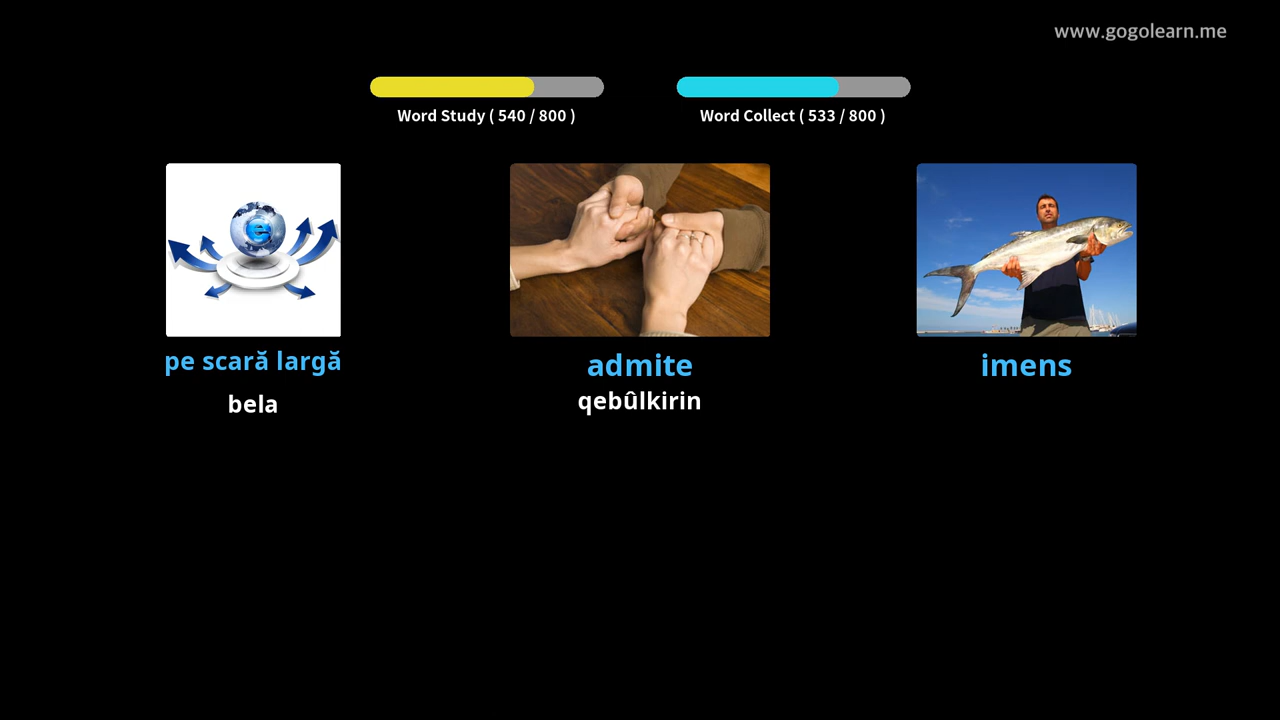 www.gogolearn.me
Word Study ( 540 / 800 )
Word Collect ( 533 / 800 )
pe scară largă
bela
admite
qebûlkirin
imens